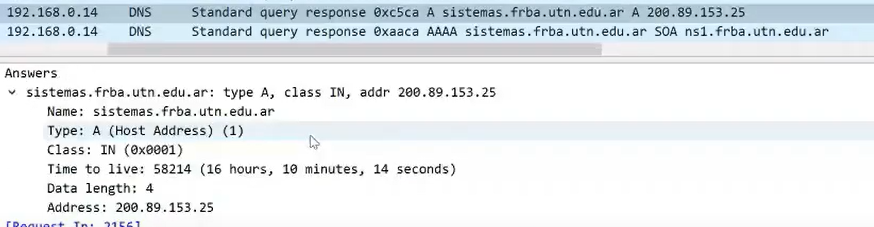 192.168.0.14 DNS Standard query response 0xc5ca A sistemas.frba.utn.edu.ar A 200.89.153.25
192.168.0.14 DNS Standard query response 0xaaca AAAA sistemas.frba.utn.edu.ar SOA ns1.frba.utn.edu.ar
Answers
sistemas.frba.utn.edu.ar: type A, class IN, addr 200.89.153.25
Name: sistemas.frba.utn.edu.ar
Type: A (Host Address) (1)
Class: IN (0x0001)
Time to live: 58214 (16 hours, 10 minutes, 14 seconds)
Data length: 4
Address: 200.89.153.25
[Request In: 2156]